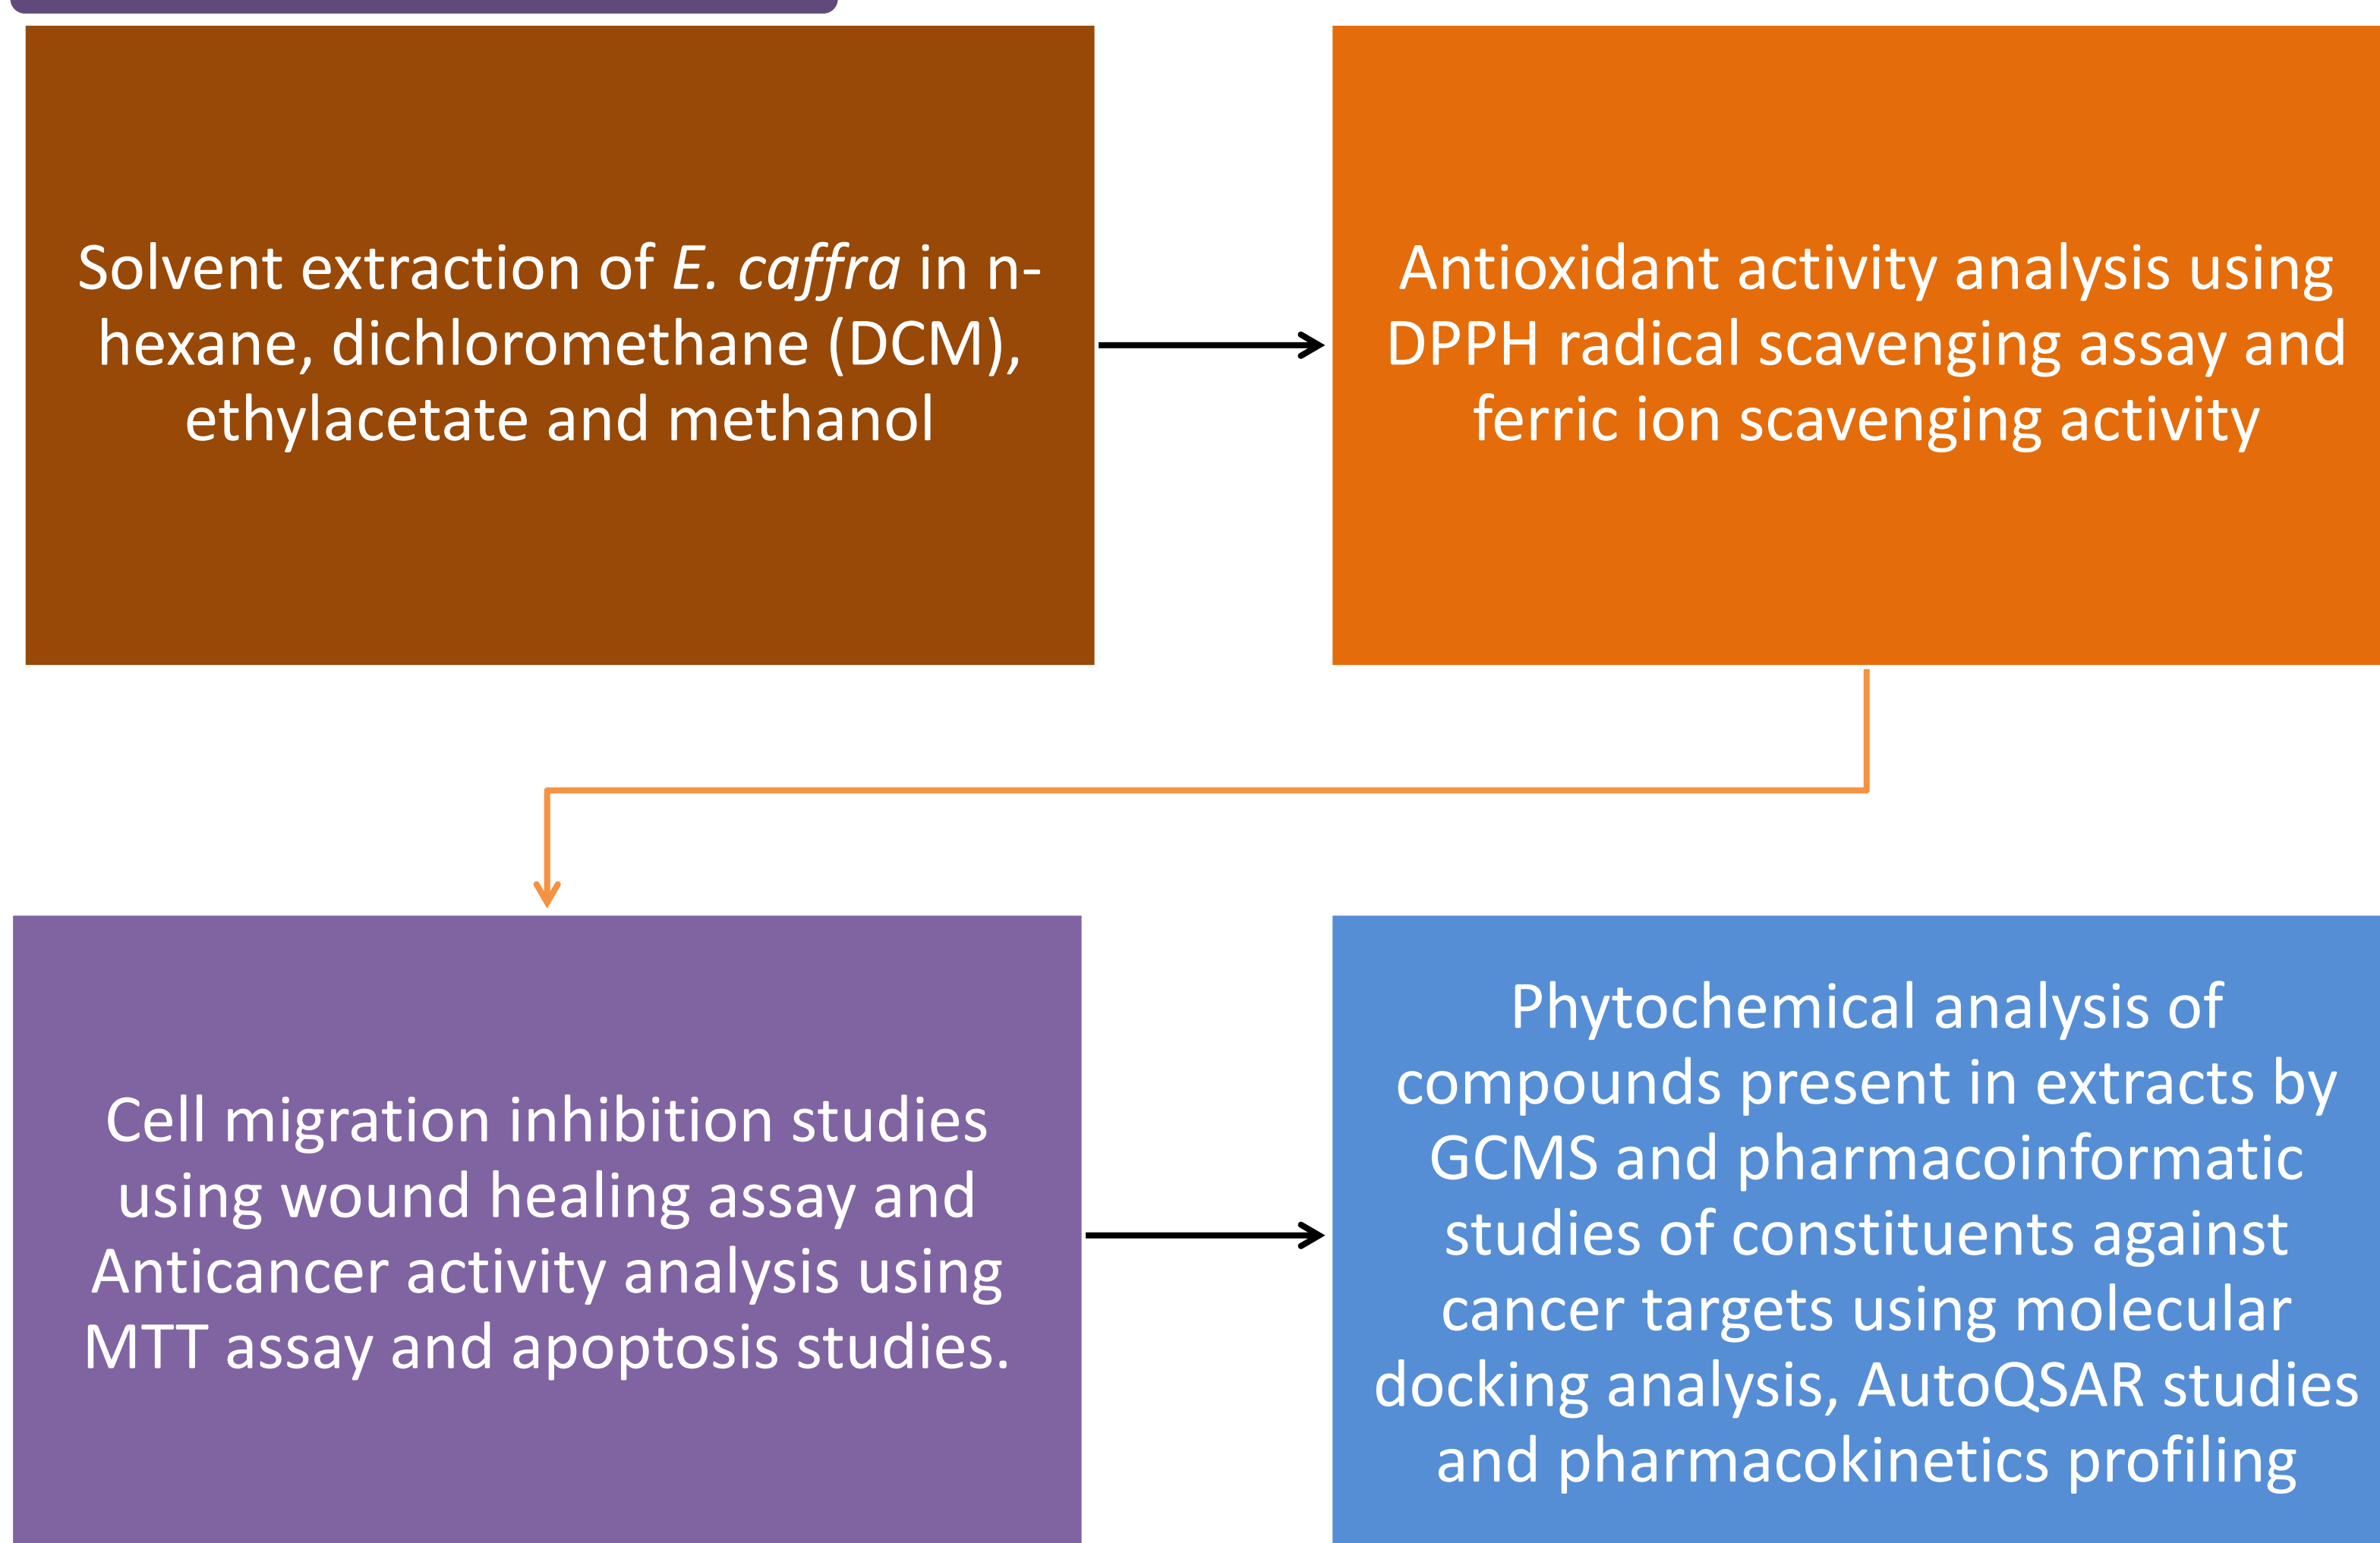 Solvent extraction of E. caffra in n-
hexane, dichloromethane (DCM),
ethylacetate and methanol
Antioxidant activity analysis using
DPPH radical scavenging assay and
ferric ion scavenging activity
Cell migration inhibition studies
using wound healing assay and
Anticancer activity analysis using
MTT assay and apoptosis studies.
Phytochemical analysis of
compounds present in extracts by
GCMS and pharmacoinformatic
studies of constituents against
cancer targets using molecular
docking analysis, AutoQSAR studies
and pharmacokinetics profiling